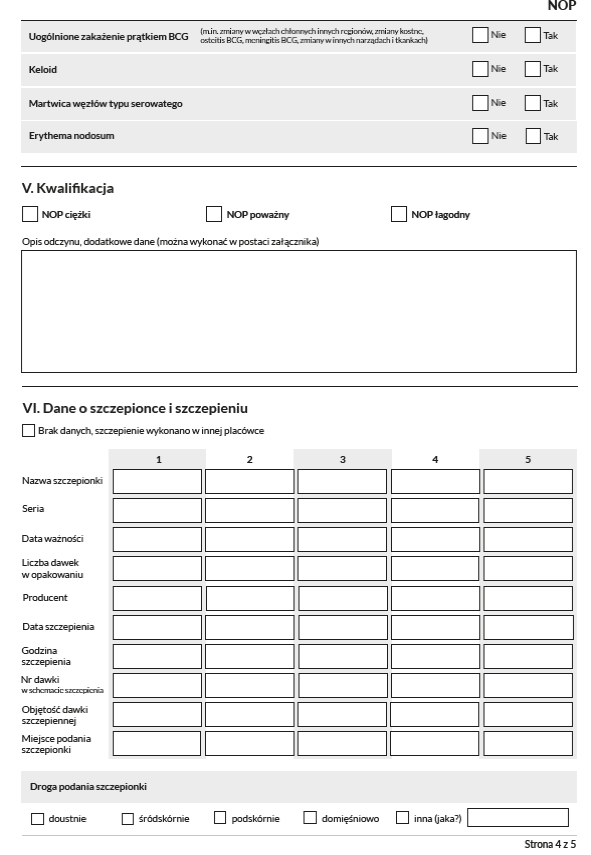 NOP
Uogólnione zakażenie prątkiem BCG (m.in. zmiany w węzłach chłonnych innych regionów, zmiany kostne,
osteitis BCG, meningitis BCG, zmiany w innych narządach i tkankach) Nie Tak
Keloid Nie Tak
Martwica węzłów typu serowatego Nie Tak
Erythema nodosum Nie Tak
V. Kwalifikacja
NOP ciężki NOP poważny NOP łagodny
Opis odczynu, dodatkowe dane (można wykonać w postaci załącznika)
VI. Dane o szczepionce i szczepieniu
Brak danych, szczepienie wykonano w innej placówce
1 2 3 4 5
Nazwa szczepionki
Seria
Data ważności
Liczba dawek
w opakowaniu
Producent
Data szczepienia
Godzina
szczepienia
Nr dawki
w schemacie szczepienia
Objętość dawki
szczepiennej
Miejsce podania
szczepionki
Droga podania szczepionki
doustnie śródskórnie podskórnie domięśniowo inna (jaka?)
Strona 4 z 5